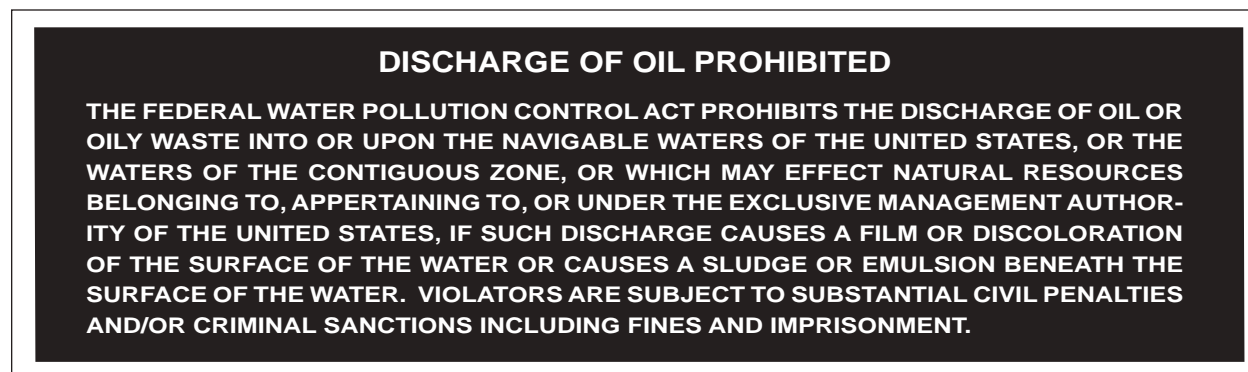 DISCHARGE OF OIL PROHIBITED
THE FEDERAL WATER POLLUTION CONTROL ACT PROHIBITS THE DISCHARGE OF OIL OR
OILY WASTE INTO OR UPON THE NAVIGABLE WATERS OF THE UNITED STATES, OR THE
WATERS OF THE CONTIGUOUS ZONE, OR WHICH MAY EFFECT NATURAL RESOURCES
BELONGING TO, APPERTAINING TO, OR UNDER THE EXCLUSIVE MANAGEMENT AUTHOR-
ITY OF THE UNITED STATES, IF SUCH DISCHARGE CAUSES A FILM OR DISCOLORATION
OF THE SURFACE OF THE WATER OR CAUSES A SLUDGE OR EMULSION BENEATH THE
SURFACE OF THE WATER. VIOLATORS ARE SUBJECT TO SUBSTANTIAL CIVIL PENALTIES
AND/OR CRIMINAL SANCTIONS INCLUDING FINES AND IMPRISONMENT.